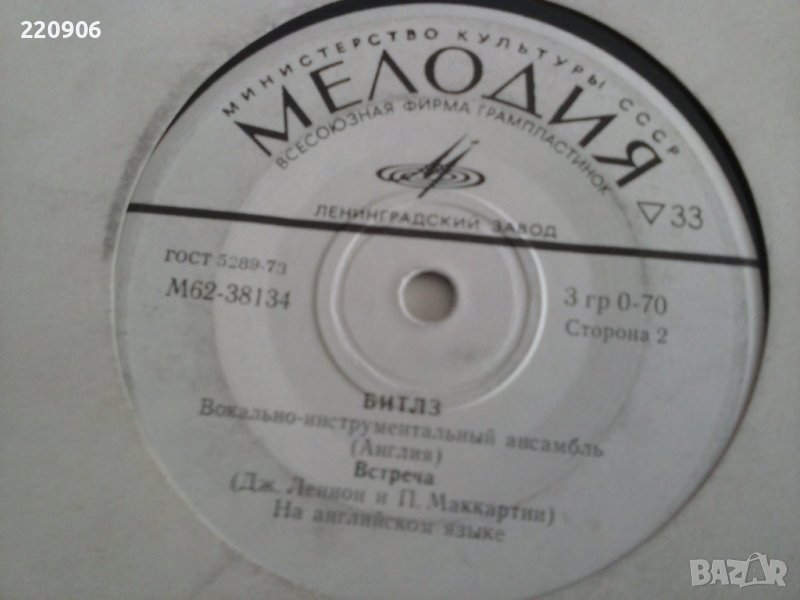 220906
МИНИСТЕРСТВО КУЛЬТУРЫ СССР
МЕЛОДИЯ
ВСЕСОЮЗНАЯ ФИРМА ГРАМПЛАСТИНОК
ЛЕНИНГРАДСКИЙ ЗАВОД
▽33
ГОСТ 5289-73
М62-38134
3 гр 0-70
Сторона 2
БИТЛЗ
Вокально-инструментальный ансамбль
(Англия)
Встреча
(Дж. Леннон и П. Маккартни)
На английском языке
BAZAR